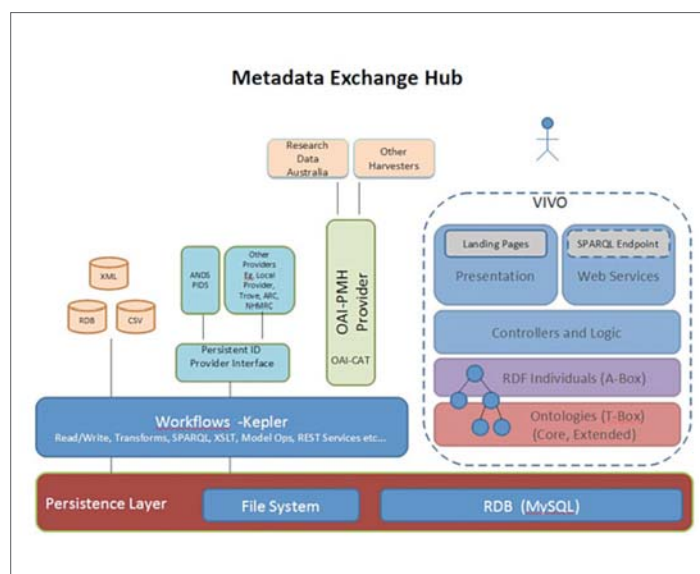 Metadata Exchange Hub
Research
Data
Australia
Other
Harvesters
VIVO
Landing Pages
Presentation
SPARQL Endpoint
Web Services
XML
RDB
CSV
ANDS
PIDS
Other
Providers
Eg, Local
Provider,
Trove, ARC,
NHMRC
OAI-PMH
Provider
OAI-CAT
Persistent ID
Provider Interface
Controllers and Logic
RDF Individuals (A-Box)
Ontologies (T-Box)
(Core, Extended)
Workflows -Kepler
Read/Write, Transforms, SPARQL, XSLT, Model Ops, REST Services etc...
Persistence Layer
File System
RDB (MySQL)